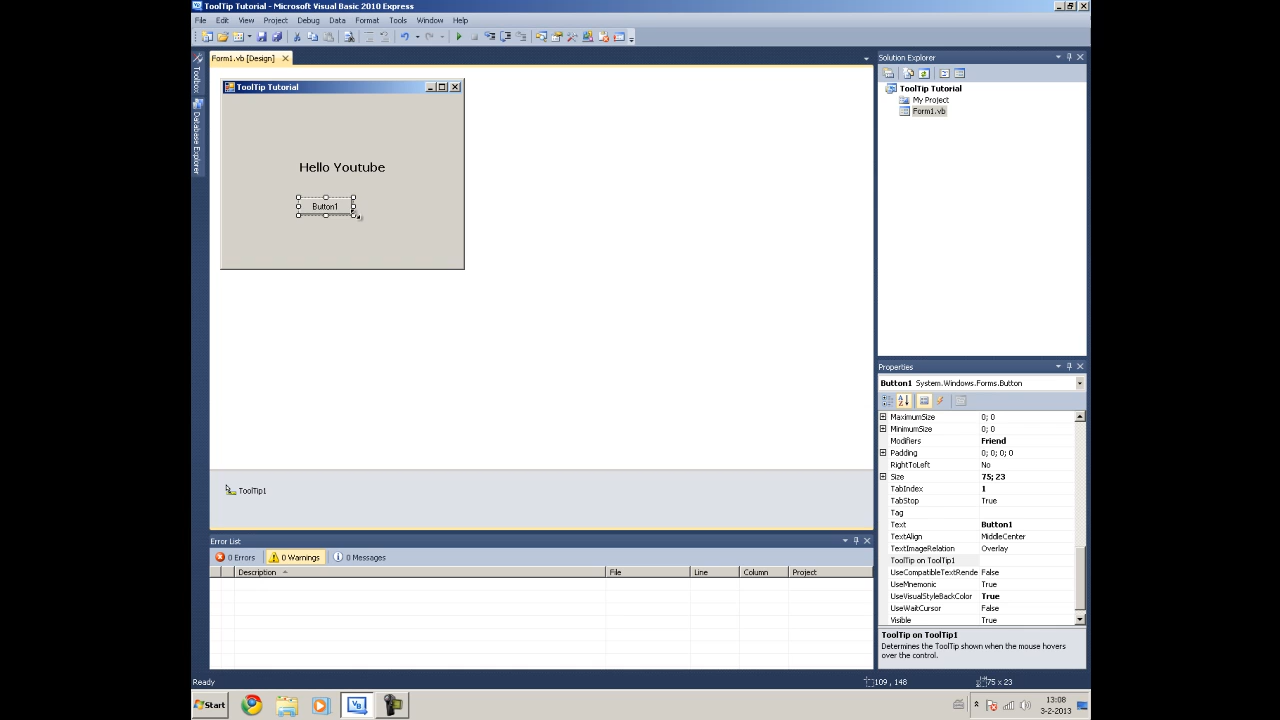 ToolTip Tutorial - Microsoft Visual Basic 2010 Express
File Edit View Project Debug Data Format Tools Window Help
Form1.vb [Design]
Toolbox
Database Explorer
ToolTip Tutorial
Hello Youtube
Button1
ToolTip1
Error List
0 Errors 0 Warnings 0 Messages
Description File Line Column Project
Solution Explorer
ToolTip Tutorial
My Project
Form1.vb
Properties
Button1 System.Windows.Forms.Button
MaximumSize 0; 0
MinimumSize 0; 0
Modifiers Friend
Padding 0; 0; 0; 0
RightToLeft No
Size 75; 23
TabIndex 1
TabStop True
Tag
Text Button1
TextAlign MiddleCenter
TextImageRelation Overlay
ToolTip on ToolTip1
UseCompatibleTextRende False
UseMnemonic True
UseVisualStyleBackColor True
UseWaitCursor False
Visible True
ToolTip on ToolTip1
Determines the ToolTip shown when the mouse hovers
over the control.
Ready 109 , 148 75 x 23
Start 13:08
3-2-2013